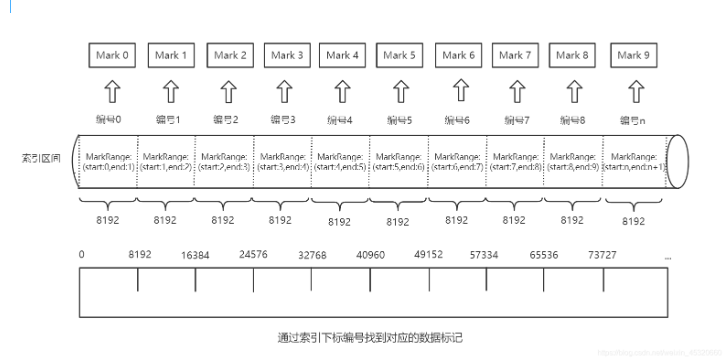 Mark 0 Mark 1 Mark 2 Mark 3 Mark 4 Mark 5 Mark 6 Mark 7 Mark 8 Mark 9
编号0 编号1 编号2 编号3 编号4 编号5 编号6 编号7 编号8 编号n
索引区间
MarkRange: MarkRange: MarkRange: MarkRange: MarkRange: MarkRange: MarkRange: MarkRange: MarkRange: MarkRange:
(start:0,end:1) (start:1,end:2) (start:2,end:3) (start:3,end:4) (start:4,end:5) (start:5,end:6) (start:6,end:7) (start:7,end:8) (start:8,end:9) (start:n,end:n+1)
8192 8192 8192 8192 8192 8192 8192 8192 8192 8192
0 8192 16384 24576 32768 40960 49152 57334 65536 73727 ...
通过索引下标编号找到对应的数据标记